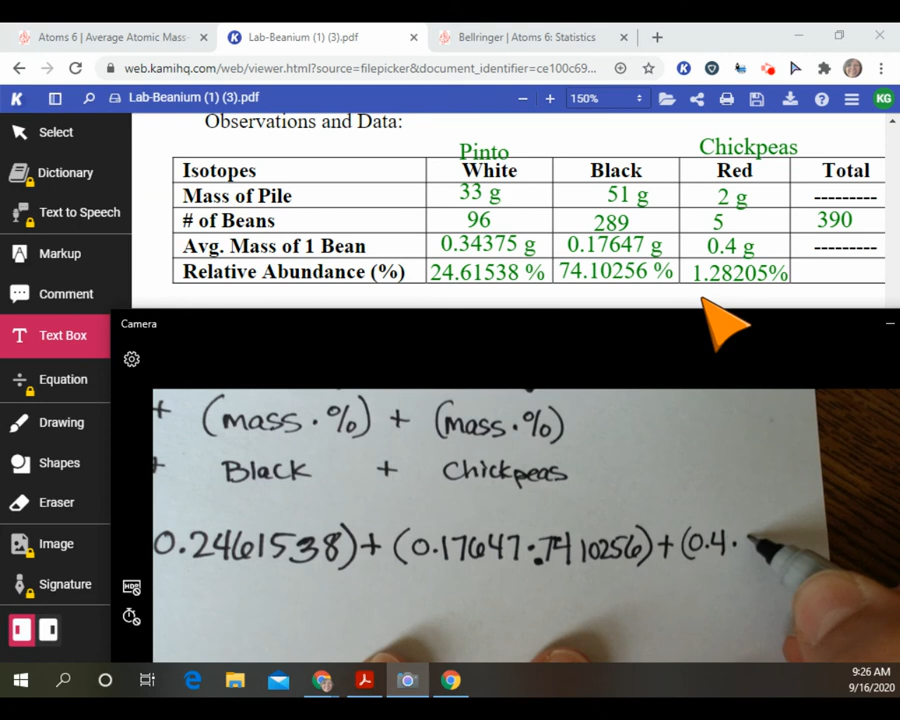 Atoms 6 | Average Atomic Mass
Lab-Beanium (1) (3).pdf
Bellringer | Atoms 6: Statistics
web.kamihq.com/web/viewer.html?source=filepicker&document_identifier=ce100c69...
K
Lab-Beanium (1) (3).pdf
150%
KG
Select
Dictionary
Text to Speech
Markup
Comment
Text Box
Equation
Drawing
Shapes
Eraser
Image
Signature
Observations and Data:
Pinto Chickpeas
Isotopes White Black Red Total
Mass of Pile 33 g 51 g 2 g ---------
# of Beans 96 289 5 390
Avg. Mass of 1 Bean 0.34375 g 0.17647 g 0.4 g ---------
Relative Abundance (%) 24.61538 % 74.10256 % 1.28205%
Camera
+ (mass · %) + (mass · %)
+ Black + Chickpeas
0.2461538) + (0.17647 · .7410256) + (0.4 ·
HDR
9:26 AM
9/16/2020